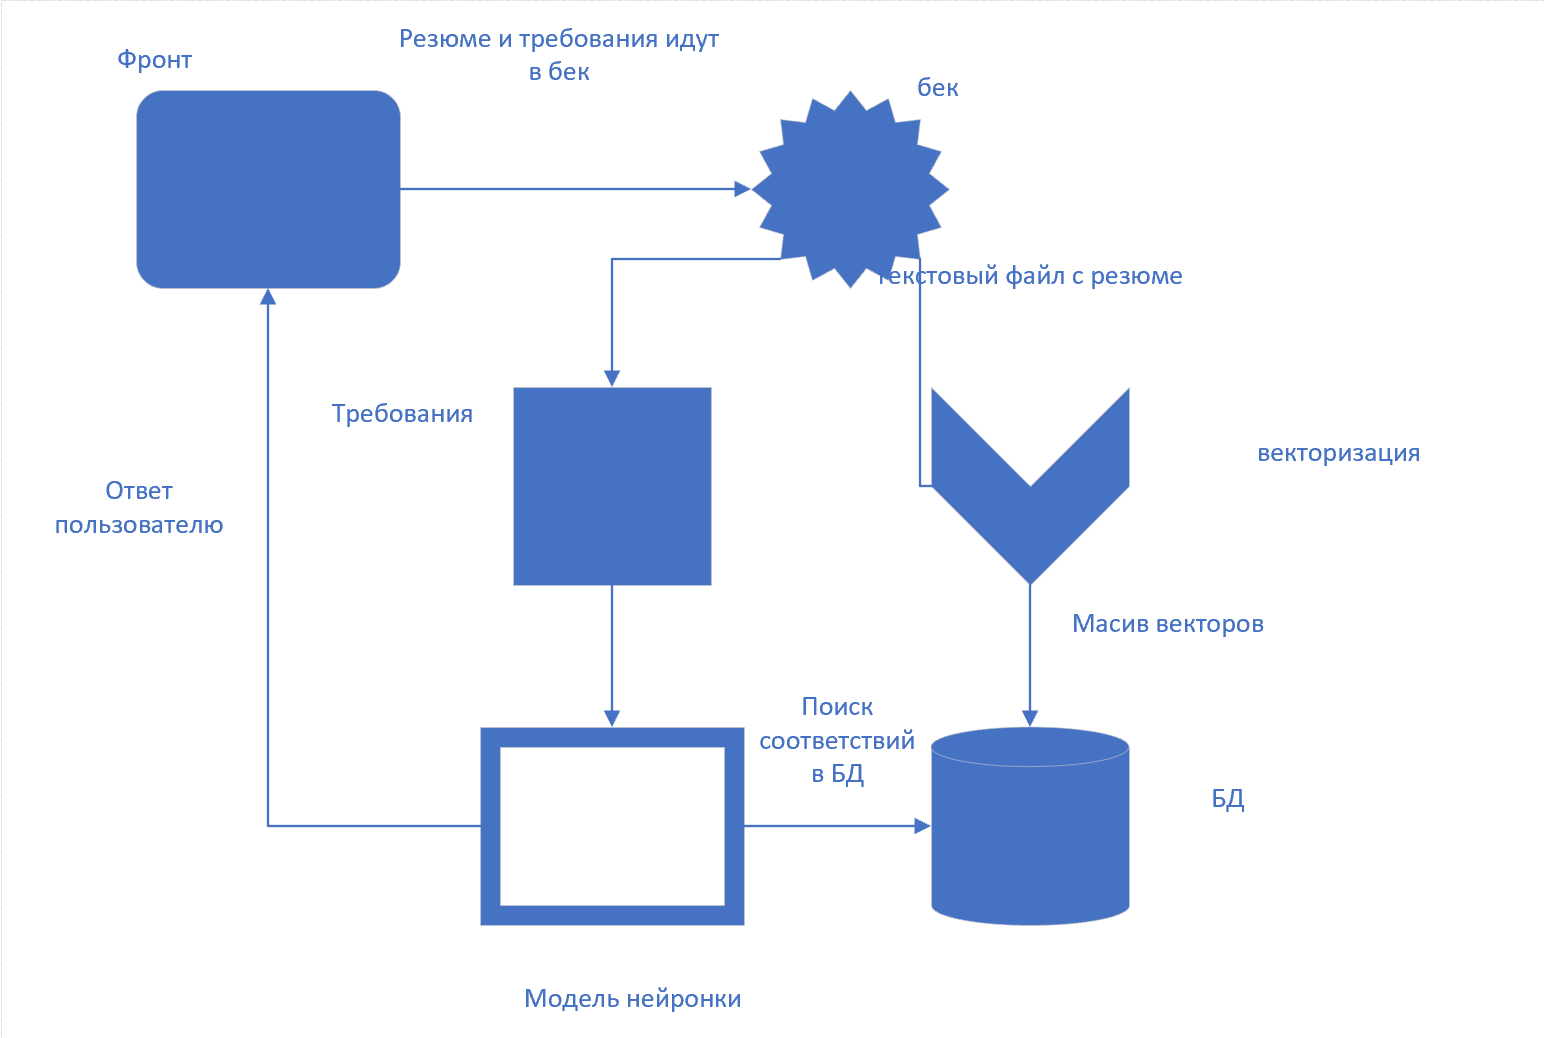 Фронт
Резюме и требования идут
в бек
бек
текстовый файл с резюме
Требования
векторизация
Ответ
пользователю
Масив векторов
Поиск
соответствий
в БД
БД
Модель нейронки